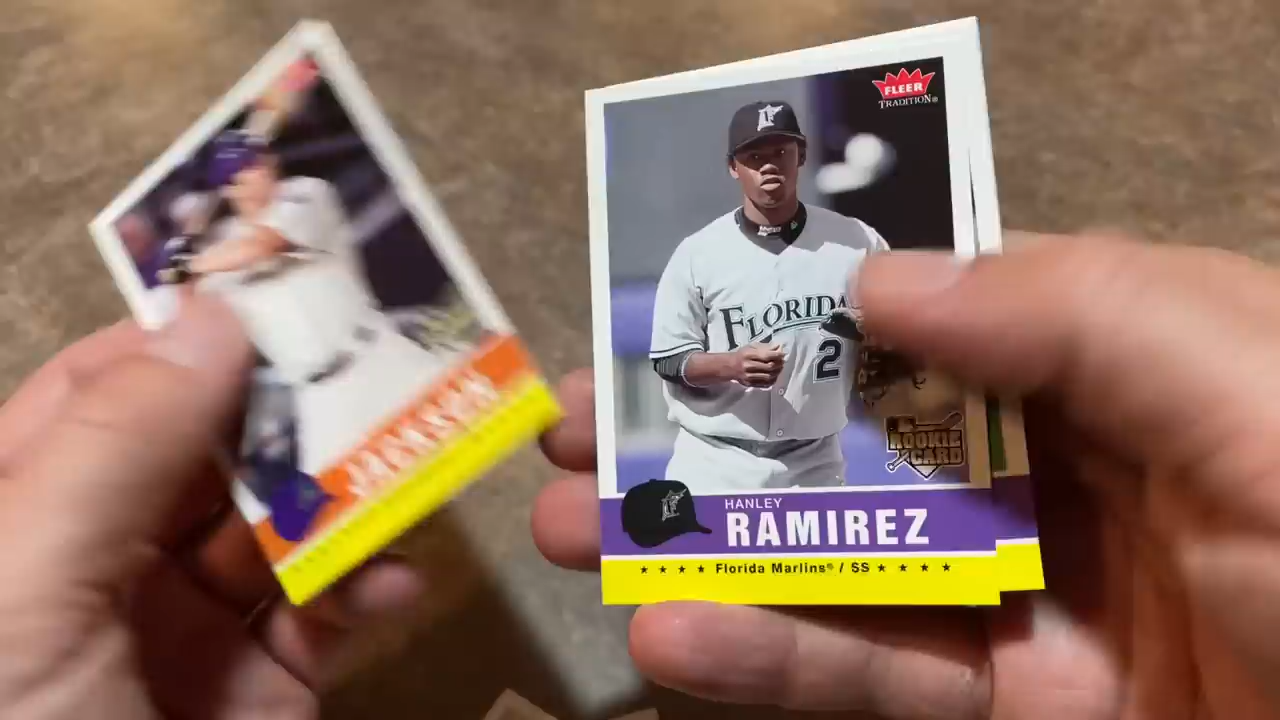 FLEER
TRADITION®
FLORIDA
2
ROOKIE
CARD
HANLEY
RAMIREZ
★ ★ ★ ★ Florida Marlins® / SS ★ ★ ★ ★